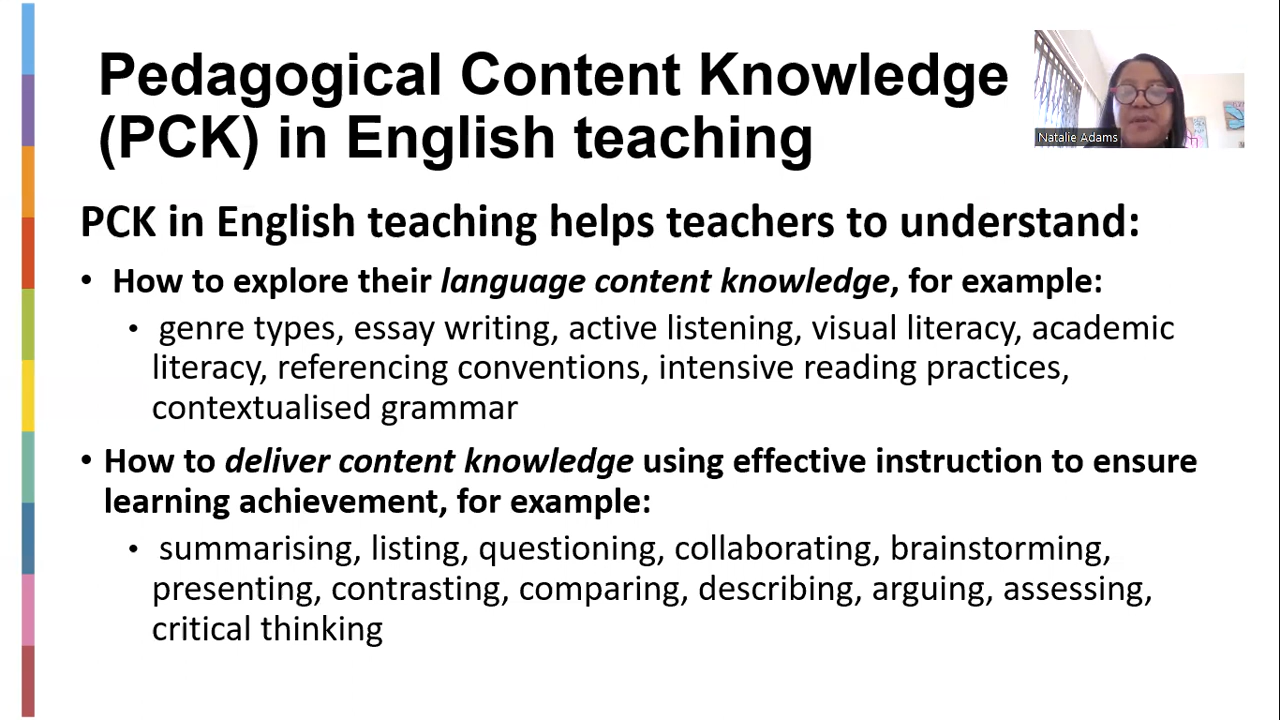 Pedagogical Content Knowledge
(PCK) in English teaching
Natalie Adams
PCK in English teaching helps teachers to understand:
• How to explore their language content knowledge, for example:
• genre types, essay writing, active listening, visual literacy, academic
literacy, referencing conventions, intensive reading practices,
contextualised grammar
• How to deliver content knowledge using effective instruction to ensure
learning achievement, for example:
• summarising, listing, questioning, collaborating, brainstorming,
presenting, contrasting, comparing, describing, arguing, assessing,
critical thinking